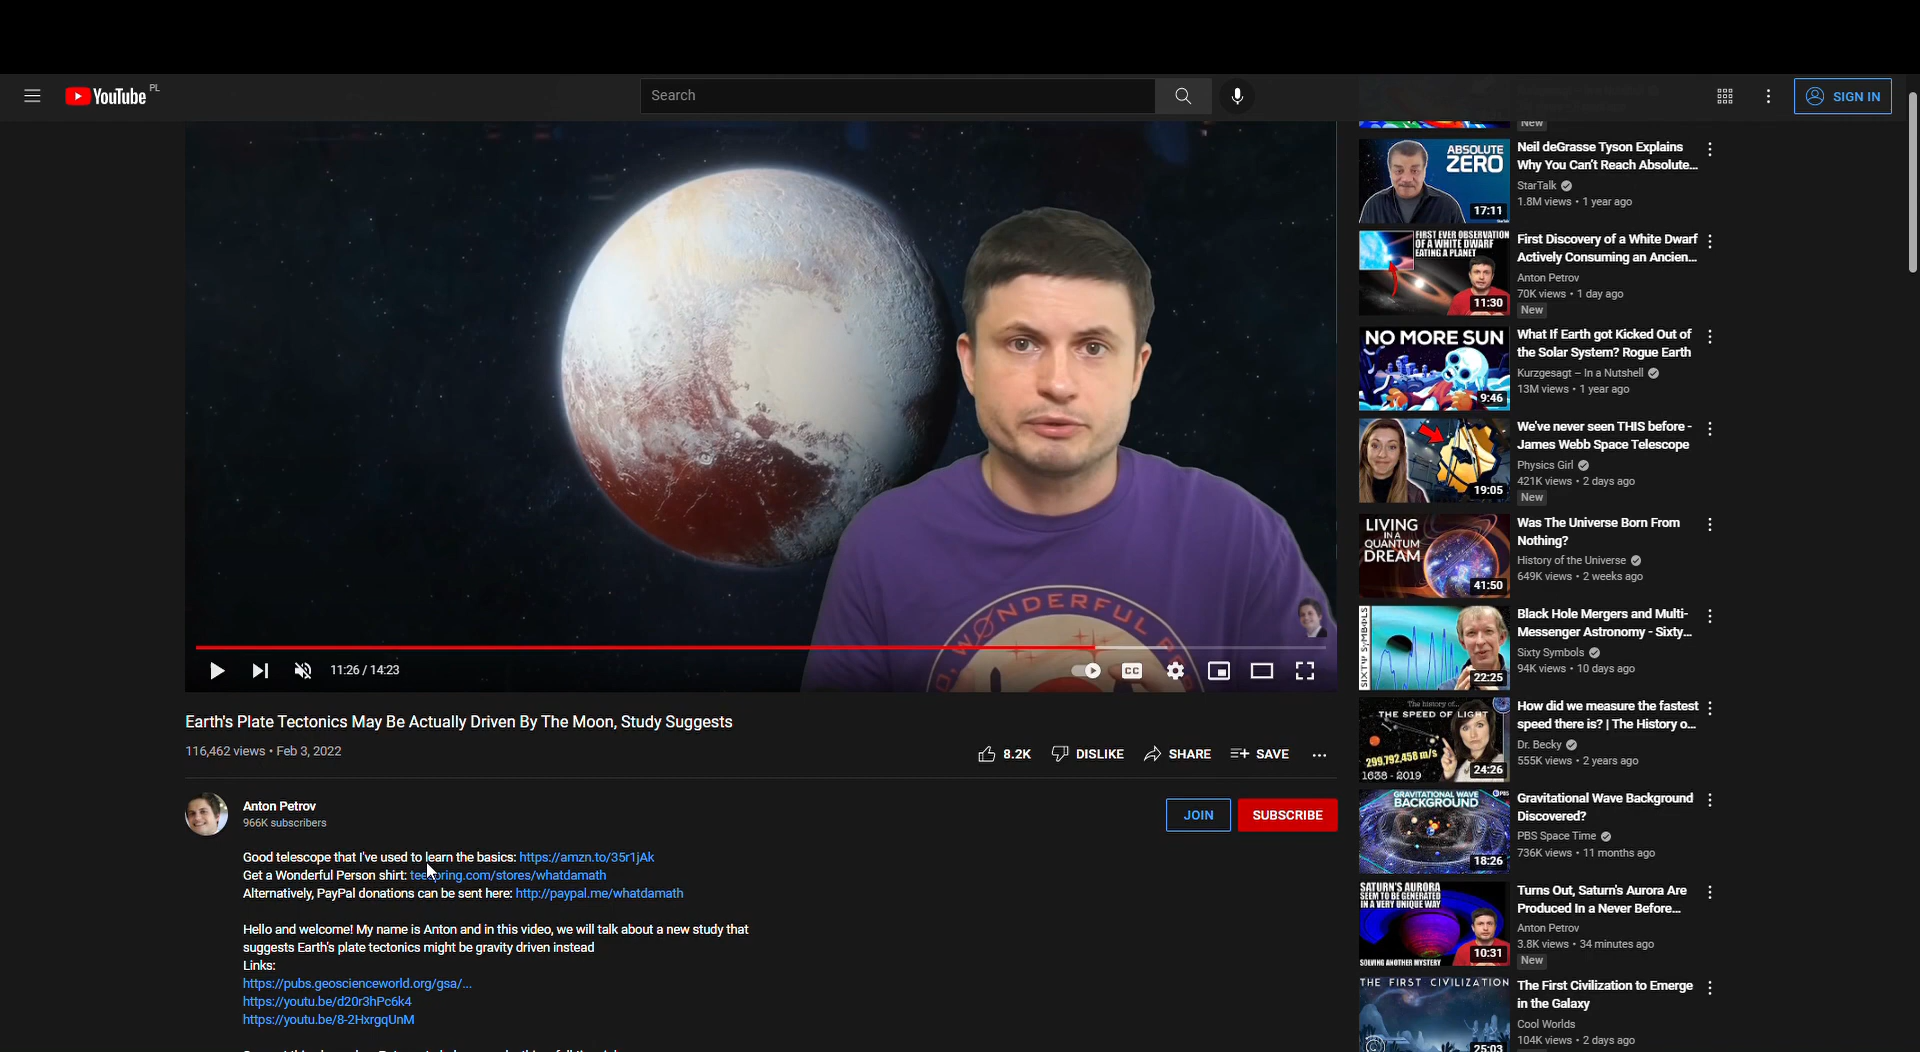 YouTube PL
Search
SIGN IN
WONDERFUL
11:26 / 14:23
CC
Earth's Plate Tectonics May Be Actually Driven By The Moon, Study Suggests
116,462 views • Feb 3, 2022
8.2K
DISLIKE
SHARE
SAVE
Anton Petrov
966K subscribers
JOIN
SUBSCRIBE
Good telescope that I've used to learn the basics: https://amzn.to/35r1jAk
Get a Wonderful Person shirt: teespring.com/stores/whatdamath
Alternatively, PayPal donations can be sent here: http://paypal.me/whatdamath
Hello and welcome! My name is Anton and in this video, we will talk about a new study that
suggests Earth's plate tectonics might be gravity driven instead
Links:
https://pubs.geoscienceworld.org/gsa/...
https://youtu.be/d20r3hPc6k4
https://youtu.be/8-2HxrgqUnM
New
ABSOLUTE
ZERO
17:11
Neil deGrasse Tyson Explains
Why You Can't Reach Absolute...
StarTalk
1.8M views • 1 year ago
FIRST EVER OBSERVATION
OF A WHITE DWARF
EATING A PLANET
11:30
First Discovery of a White Dwarf
Actively Consuming an Ancien...
Anton Petrov
70K views • 1 day ago
New
NO MORE SUN
9:46
What If Earth got Kicked Out of
the Solar System? Rogue Earth
Kurzgesagt – In a Nutshell
13M views • 1 year ago
19:05
We've never seen THIS before -
James Webb Space Telescope
Physics Girl
421K views • 2 days ago
New
LIVING
IN A
QUANTUM
DREAM
41:50
Was The Universe Born From
Nothing?
History of the Universe
649K views • 2 weeks ago
SIXTY SYMBOLS
22:25
Black Hole Mergers and Multi-
Messenger Astronomy - Sixty...
Sixty Symbols
94K views • 10 days ago
The history of...
THE SPEED OF LIGHT
299,792,458 m/s
1638 - 2019
24:26
How did we measure the fastest
speed there is? | The History o...
Dr. Becky
555K views • 2 years ago
GRAVITATIONAL WAVE
BACKGROUND
PBS
18:26
Gravitational Wave Background
Discovered?
PBS Space Time
736K views • 11 months ago
SATURN'S AURORA
SEEM TO BE GENERATED
IN A VERY UNIQUE WAY
SOLVING ANOTHER MYSTERY
10:31
Turns Out, Saturn's Aurora Are
Produced In a Never Before...
Anton Petrov
3.8K views • 34 minutes ago
New
THE FIRST CIVILIZATION
25:03
The First Civilization to Emerge
in the Galaxy
Cool Worlds
104K views • 2 days ago